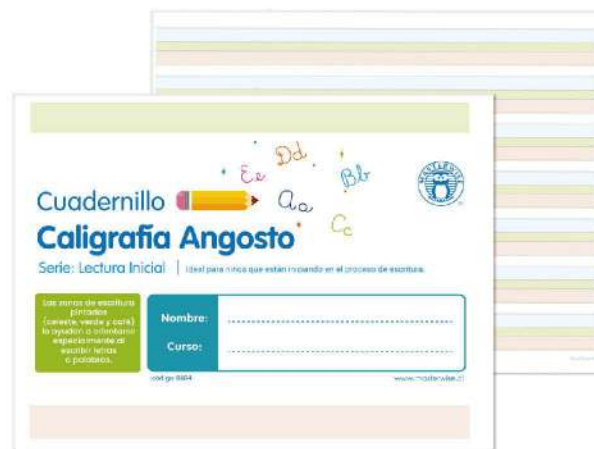 Dd
Ee
Bb
Aa
Cc
MASTERWISE
Cuadernillo
Caligrafía Angosto
Serie: Lectura Inicial | Ideal para niños que están iniciando en el proceso de escritura.
Las zonas de escritura
pintadas
(celeste, verde y café)
lo ayudan a orientarse
especialmente al
escribir letras
o palabras.
Nombre:
Curso:
www.masterwise.cl